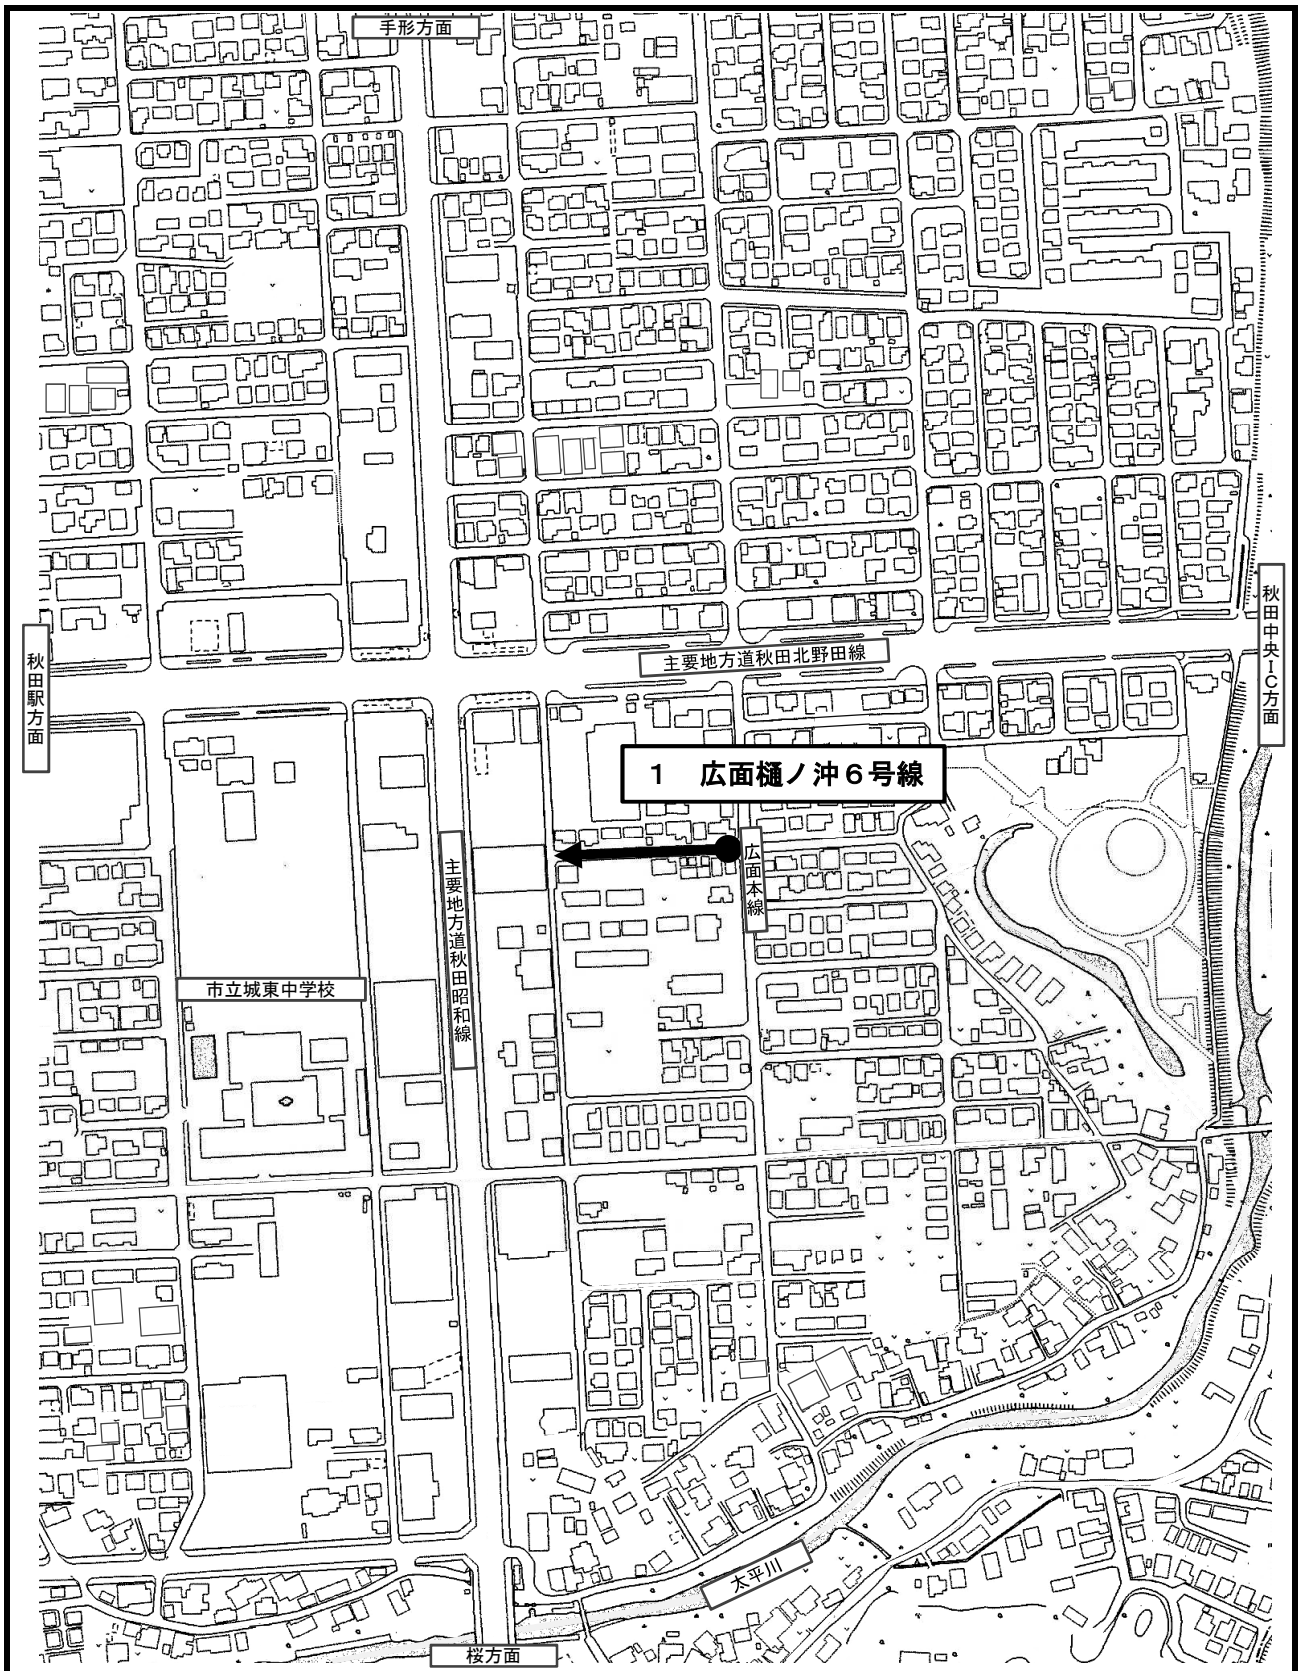 手形方面
秋田中央IC方面
秋田駅方面
主要地方道秋田北野田線
1 広面樋ノ沖6号線
広面本線
主要地方道秋田昭和線
市立城東中学校
太平川
桜方面